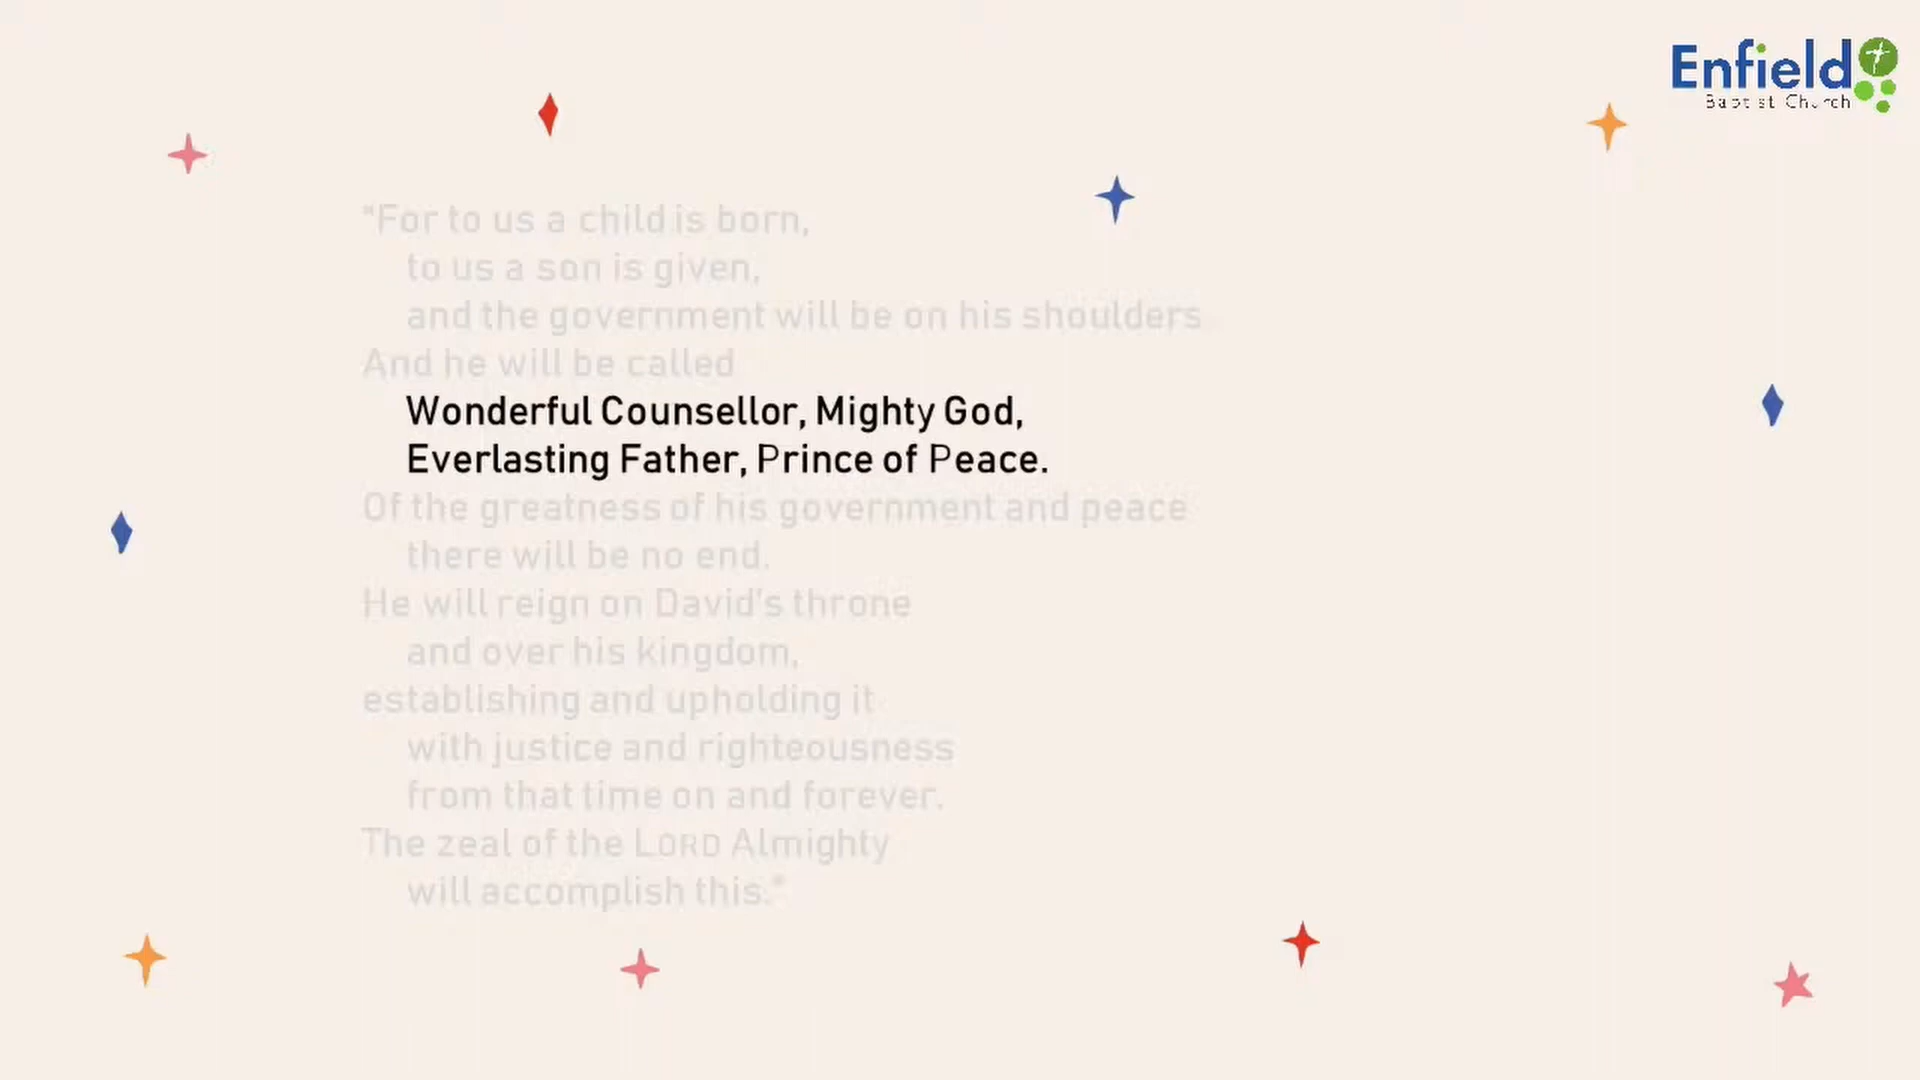 Enfield
Baptist Church
"For to us a child is born,
to us a son is given,
and the government will be on his shoulders
And he will be called
Wonderful Counsellor, Mighty God,
Everlasting Father, Prince of Peace.
Of the greatness of his government and peace
there will be no end.
He will reign on David's throne
and over his kingdom,
establishing and upholding it
with justice and righteousness
from that time on and forever.
The zeal of the LORD Almighty
will accomplish this."